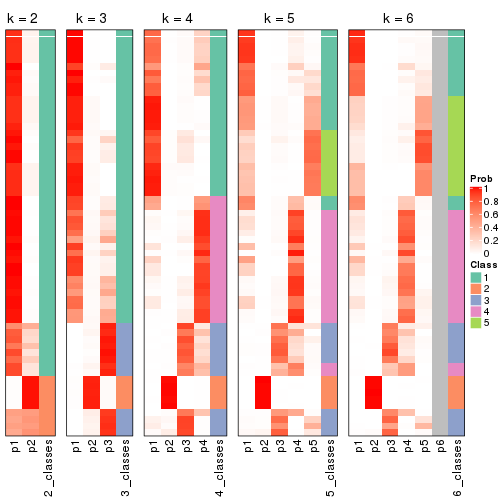 k = 2
k = 3
k = 4
k = 5
k = 6
p1
p2
2_classes
p1
p2
p3
3_classes
p1
p2
p3
p4
4_classes
p1
p2
p3
p4
p5
5_classes
p1
p2
p3
p4
p5
p6
6_classes
Prob
1
0.8
0.6
0.4
0.2
0
Class
1
2
3
4
5